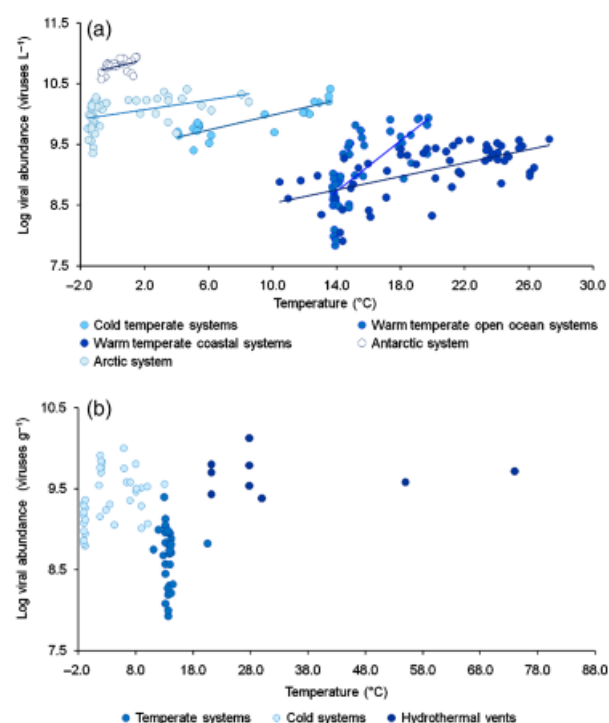 (a)
Log viral abundance (viruses L⁻¹)
11.5
10.5
9.5
8.5
7.5
−2.0 2.0 6.0 10.0 14.0 18.0 22.0 26.0 30.0
Temperature (°C)
Cold temperate systems Warm temperate open ocean systems
Warm temperate coastal systems Antarctic system
Arctic system
(b)
Log viral abundance (viruses g⁻¹)
10.5
9.5
8.5
7.5
−2.0 8.0 18.0 28.0 38.0 48.0 58.0 68.0 78.0 88.0
Temperature (°C)
Temperate systems Cold systems Hydrothermal vents